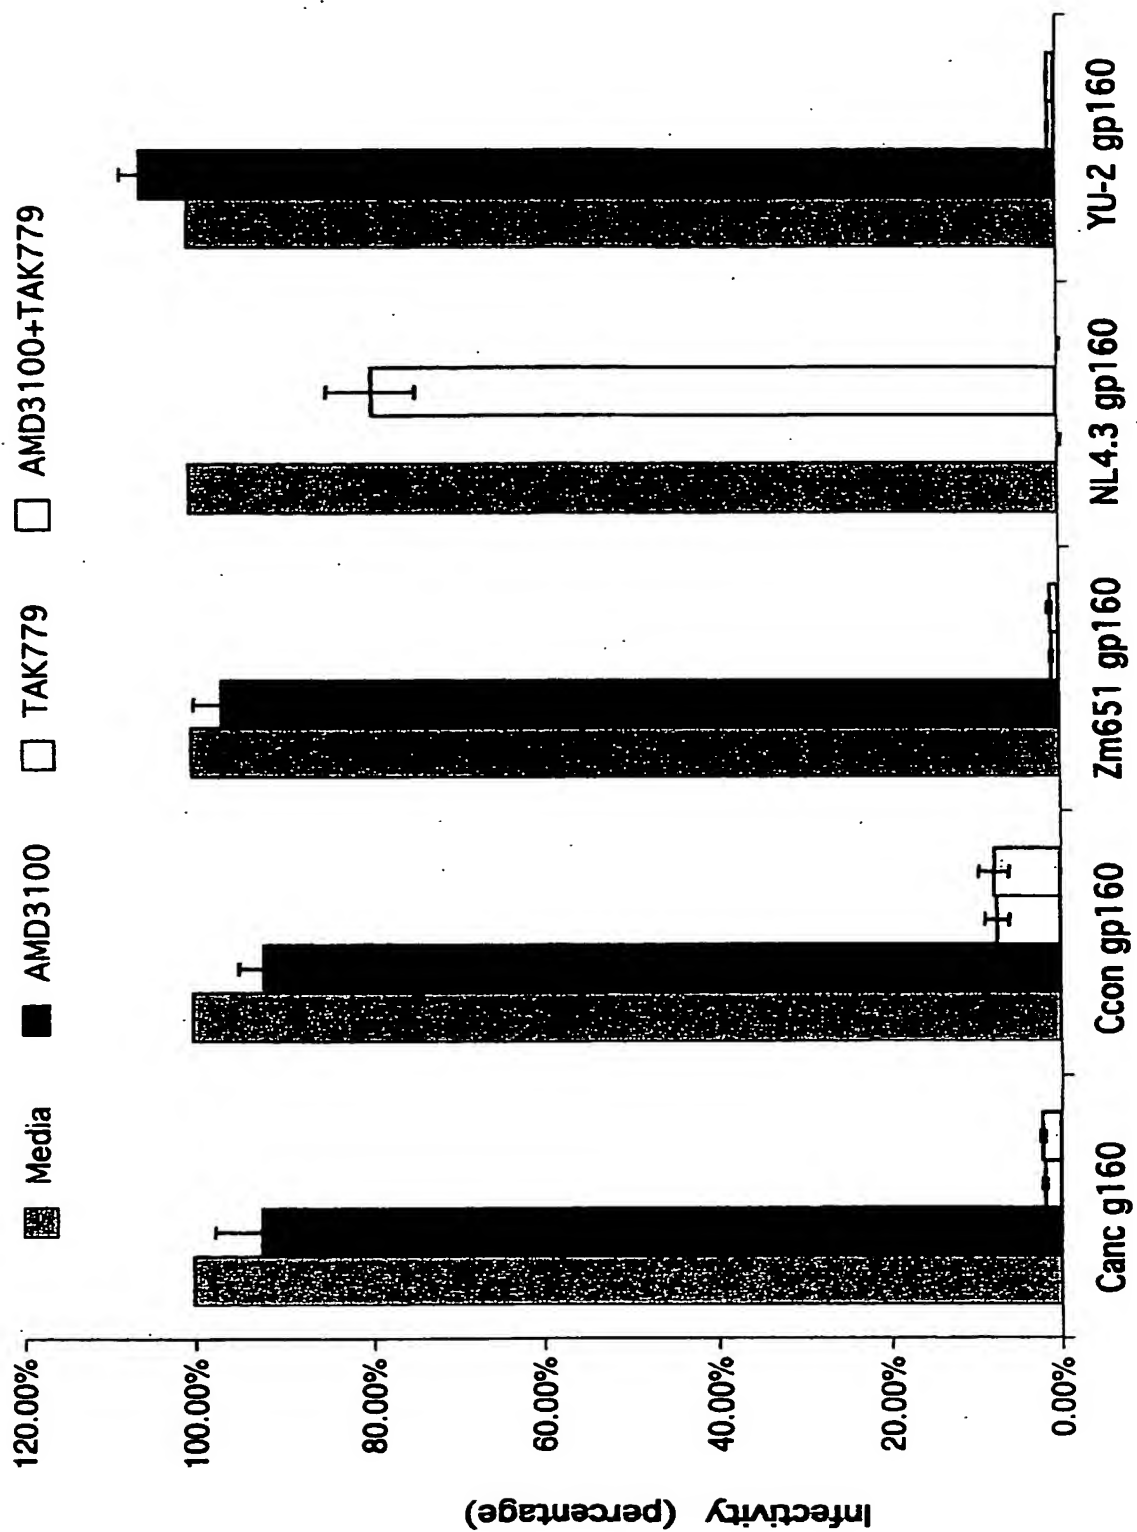 Media
AMD3100
TAK779
AMD3100+TAK779
120.00%
100.00%
80.00%
60.00%
40.00%
20.00%
0.00%
Infectivity (percentage)
Canc g160
Ccon gp160
Zm651 gp160
NL4.3 gp160
YU-2 gp160